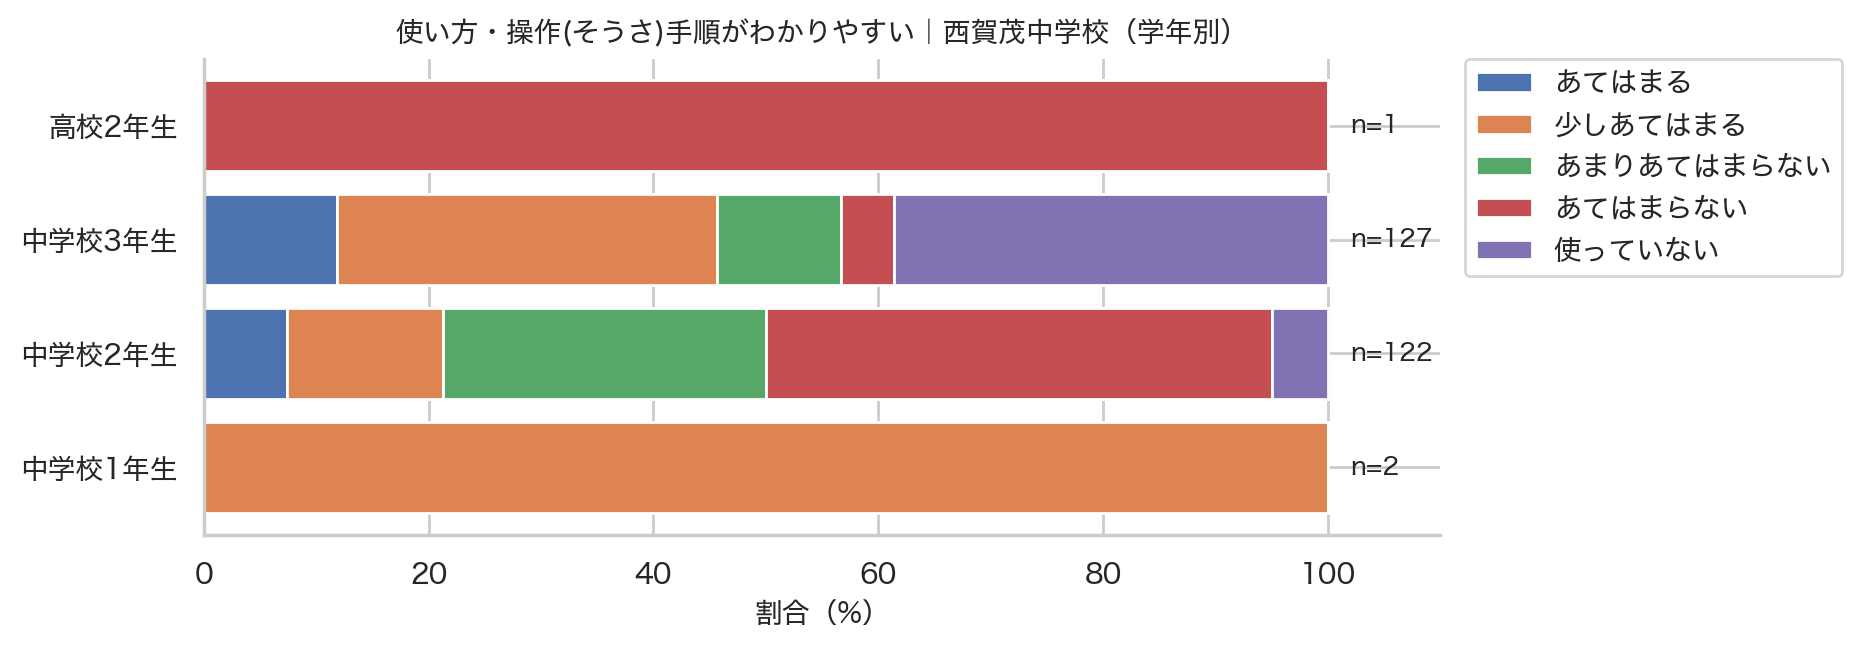 使い方・操作(そうさ)手順がわかりやすい｜西賀茂中学校（学年別）
高校2年生
n=1
中学校3年生
n=127
中学校2年生
n=122
中学校1年生
n=2
0 20 40 60 80 100
割合（%）
あてはまる
少しあてはまる
あまりあてはまらない
あてはまらない
使っていない